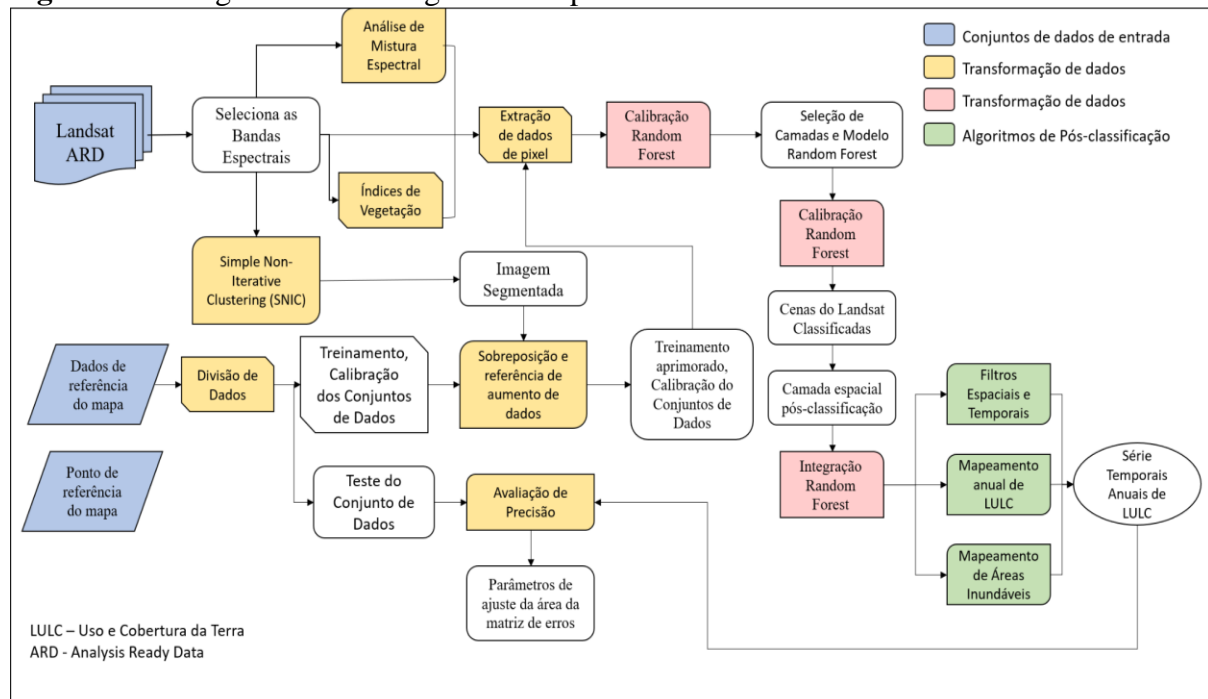 Análise de
Mistura
Espectral
Conjuntos de dados de entrada
Transformação de dados
Transformação de dados
Algoritmos de Pós-classificação
Landsat
ARD
Seleciona as
Bandas
Espectrais
Extração
de dados
de pixel
Calibração
Random
Forest
Seleção de
Camadas e Modelo
Random Forest
Índices de
Vegetação
Calibração
Random
Forest
Simple Non-
Iterative
Clustering (SNIC)
Imagem
Segmentada
Cenas do Landsat
Classificadas
Dados de
referência
do mapa
Divisão de
Dados
Treinamento,
Calibração
dos Conjuntos
de Dados
Sobreposição e
referência de
aumento de
dados
Treinamento
aprimorado,
Calibração do
Conjuntos de
Dados
Camada espacial
pós-classificação
Filtros
Espaciais e
Temporais
Ponto de
referência
do mapa
Teste do
Conjunto de
Dados
Avaliação de
Precisão
Integração
Random
Forest
Mapeamento
anual de
LULC
Série
Temporais
Anuais de
LULC
Mapeamento
de Áreas
Inundáveis
Parâmetros de
ajuste da área da
matriz de erros
LULC – Uso e Cobertura da Terra
ARD - Analysis Ready Data